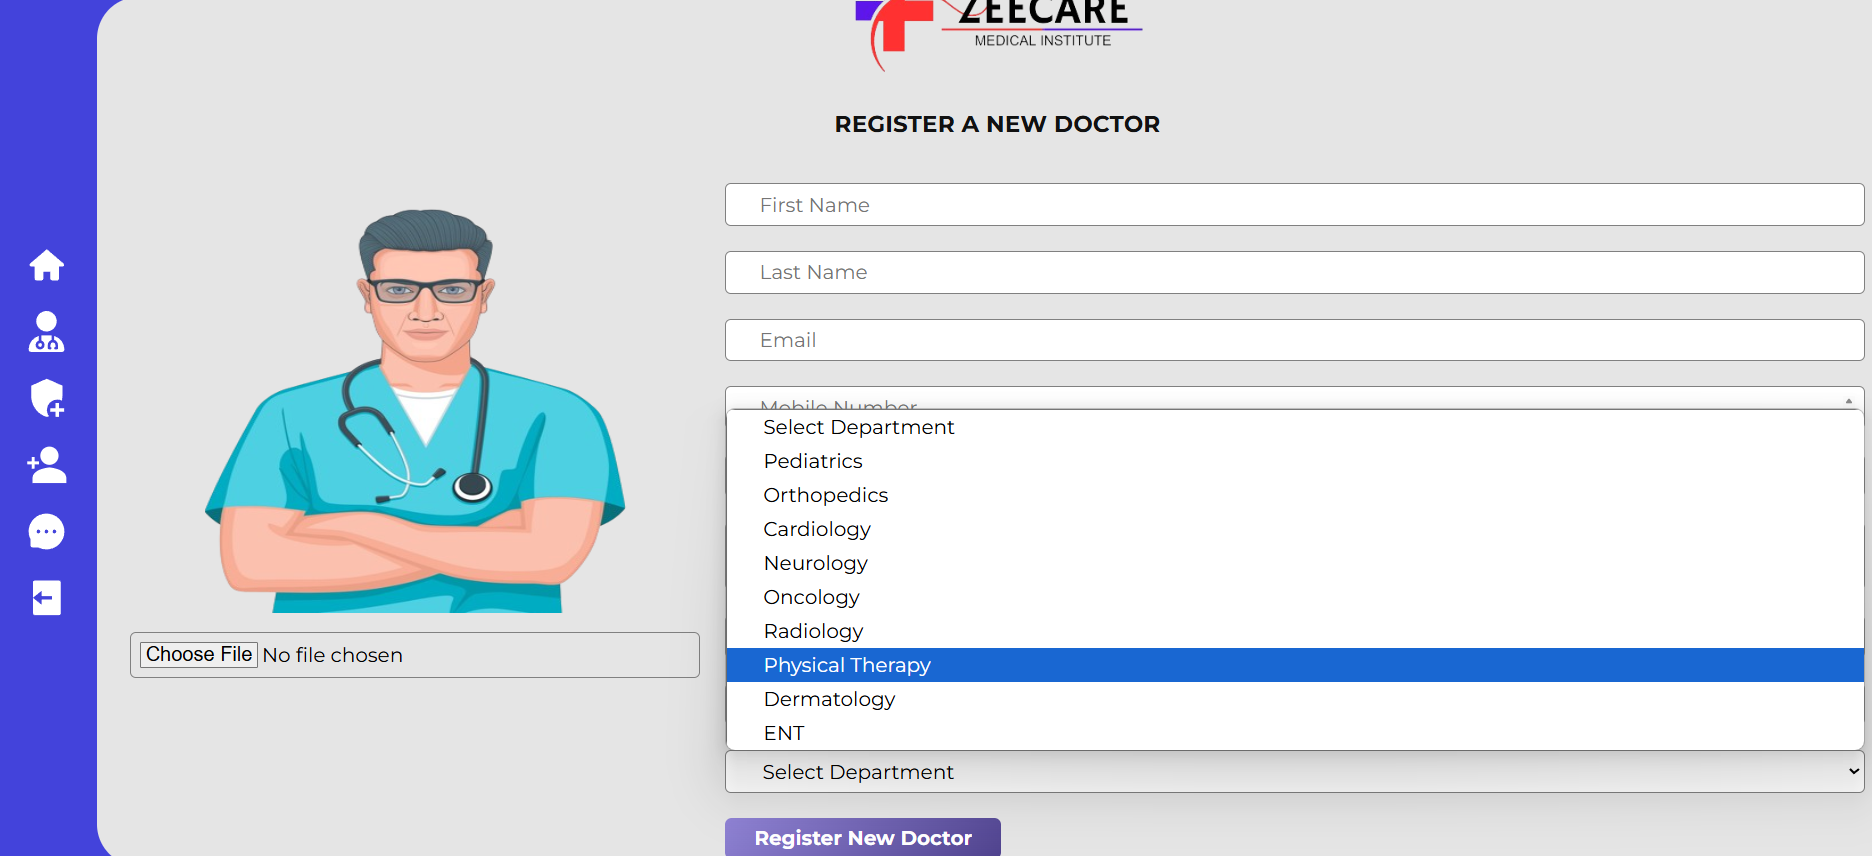 ZEECARE
MEDICAL INSTITUTE
REGISTER A NEW DOCTOR
First Name
Last Name
Email
Mobile Number
Select Department
Pediatrics
Orthopedics
Cardiology
Neurology
Oncology
Radiology
Physical Therapy
Dermatology
ENT
Select Department
Choose File No file chosen
Register New Doctor